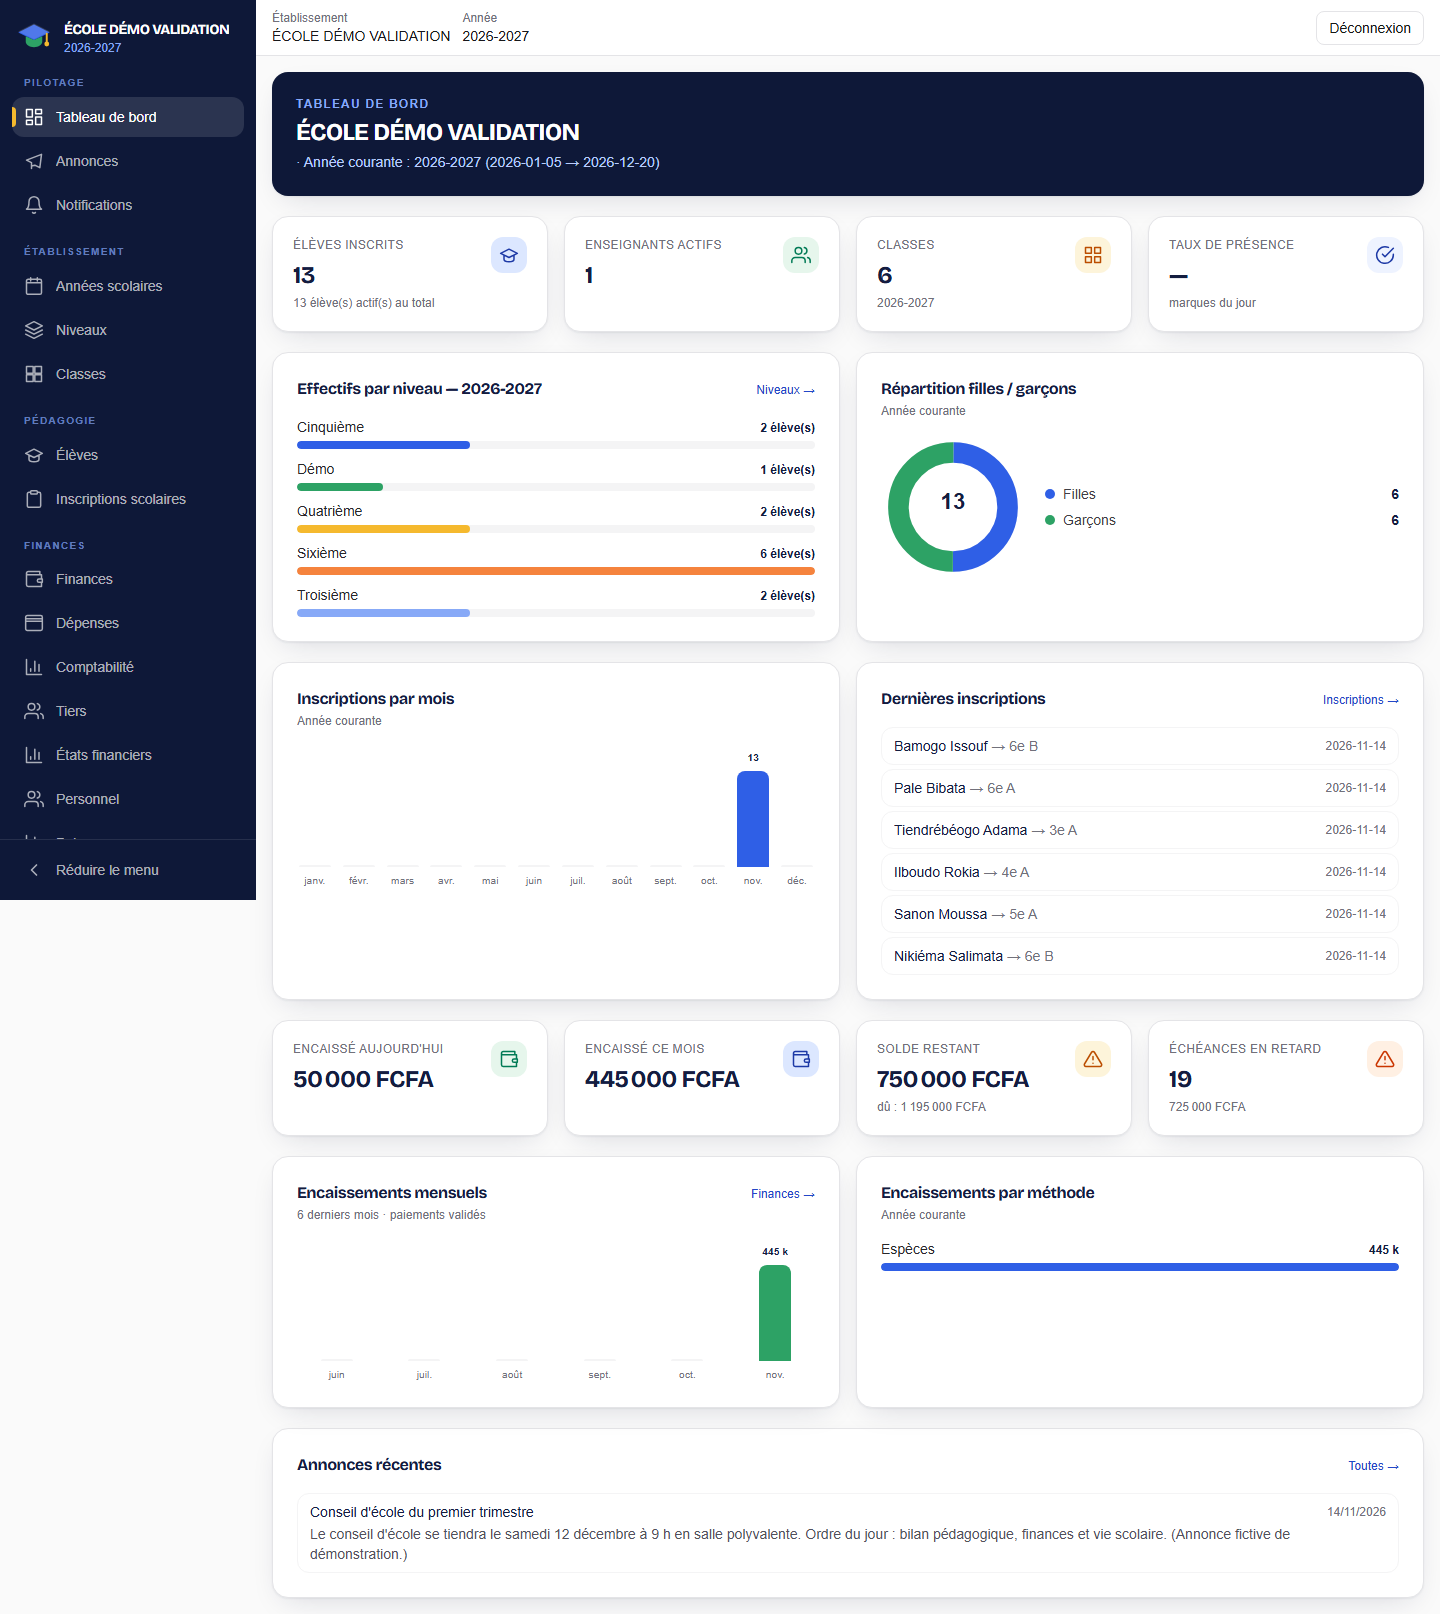 ÉCOLE DÉMO VALIDATION
2026-2027
PILOTAGE
Tableau de bord
Annonces
Notifications
ÉTABLISSEMENT
Années scolaires
Niveaux
Classes
PÉDAGOGIE
Élèves
Inscriptions scolaires
FINANCES
Finances
Dépenses
Comptabilité
Tiers
États financiers
Personnel
Réduire le menu
Établissement
ÉCOLE DÉMO VALIDATION
Année
2026-2027
Déconnexion
TABLEAU DE BORD
ÉCOLE DÉMO VALIDATION
· Année courante : 2026-2027 (2026-01-05 → 2026-12-20)
ÉLÈVES INSCRITS
13
13 élève(s) actif(s) au total
ENSEIGNANTS ACTIFS
1
CLASSES
6
2026-2027
TAUX DE PRÉSENCE
—
marques du jour
Effectifs par niveau — 2026-2027
Niveaux →
Cinquième 2 élève(s)
Démo 1 élève(s)
Quatrième 2 élève(s)
Sixième 6 élève(s)
Troisième 2 élève(s)
Répartition filles / garçons
Année courante
13
Filles 6
Garçons 6
Inscriptions par mois
Année courante
13
janv. févr. mars avr. mai juin juil. août sept. oct. nov. déc.
Dernières inscriptions
Inscriptions →
Bamogo Issouf → 6e B 2026-11-14
Pale Bibata → 6e A 2026-11-14
Tiendrébéogo Adama → 3e A 2026-11-14
Ilboudo Rokia → 4e A 2026-11-14
Sanon Moussa → 5e A 2026-11-14
Nikiéma Salimata → 6e B 2026-11-14
ENCAISSÉ AUJOURD'HUI
50 000 FCFA
ENCAISSÉ CE MOIS
445 000 FCFA
SOLDE RESTANT
750 000 FCFA
dû : 1 195 000 FCFA
ÉCHÉANCES EN RETARD
19
725 000 FCFA
Encaissements mensuels
Finances →
6 derniers mois · paiements validés
445 k
juin juil. août sept. oct. nov.
Encaissements par méthode
Année courante
Espèces 445 k
Annonces récentes
Toutes →
Conseil d'école du premier trimestre 14/11/2026
Le conseil d'école se tiendra le samedi 12 décembre à 9 h en salle polyvalente. Ordre du jour : bilan pédagogique, finances et vie scolaire. (Annonce fictive de
démonstration.)